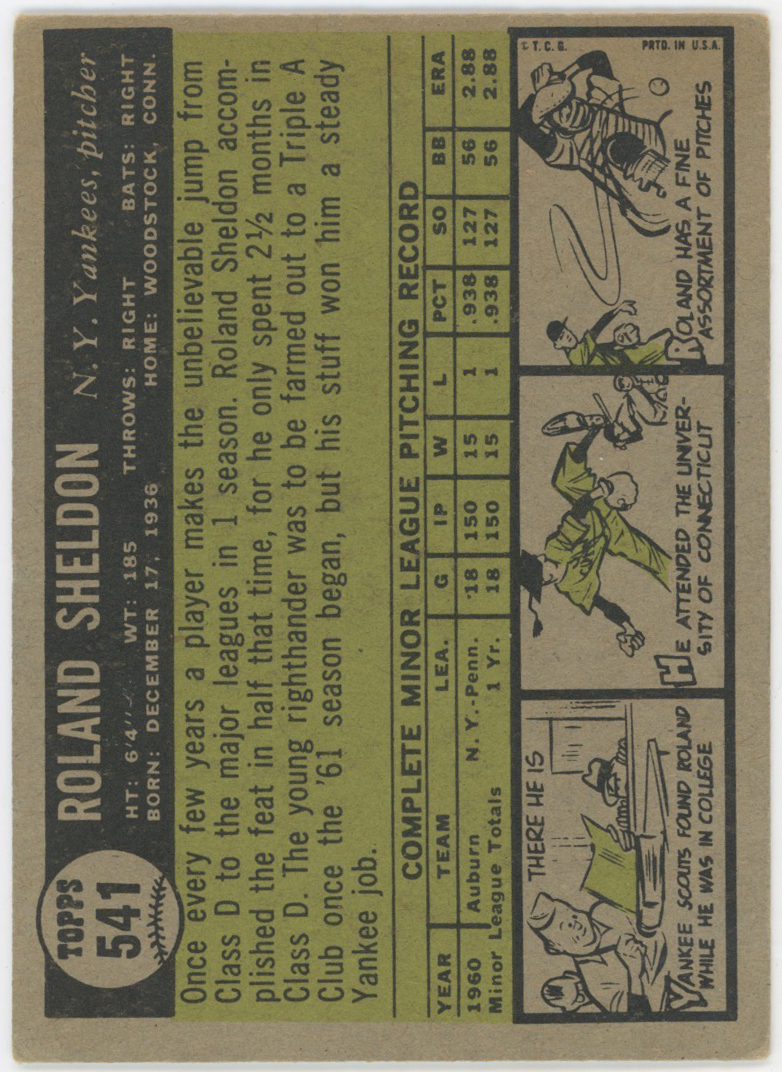 TOPPS
541
ROLAND SHELDON N. Y. Yankees, pitcher
HT: 6'4" WT: 185 THROWS: RIGHT BATS: RIGHT
BORN: DECEMBER 17, 1936 HOME: WOODSTOCK, CONN.
Once every few years a player makes the unbelievable jump from
Class D to the major leagues in 1 season. Roland Sheldon accom-
plished the feat in half that time, for he only spent 2½ months in
Class D. The young righthander was to be farmed out to a Triple A
Club once the '61 season began, but his stuff won him a steady
Yankee job.
COMPLETE MINOR LEAGUE PITCHING RECORD
YEAR TEAM LEA. G IP W L PCT SO BB ERA
1960 Auburn N. Y.-Penn. 18 150 15 1 .938 127 56 2.88
Minor League Totals 1 Yr. 18 150 15 1 .938 127 56 2.88
THERE HE IS
YANKEE SCOUTS FOUND ROLAND
WHILE HE WAS IN COLLEGE
HE ATTENDED THE UNIVER-
SITY OF CONNECTICUT
© T. C. G. PRTD. IN U.S.A.
ROLAND HAS A FINE
ASSORTMENT OF PITCHES